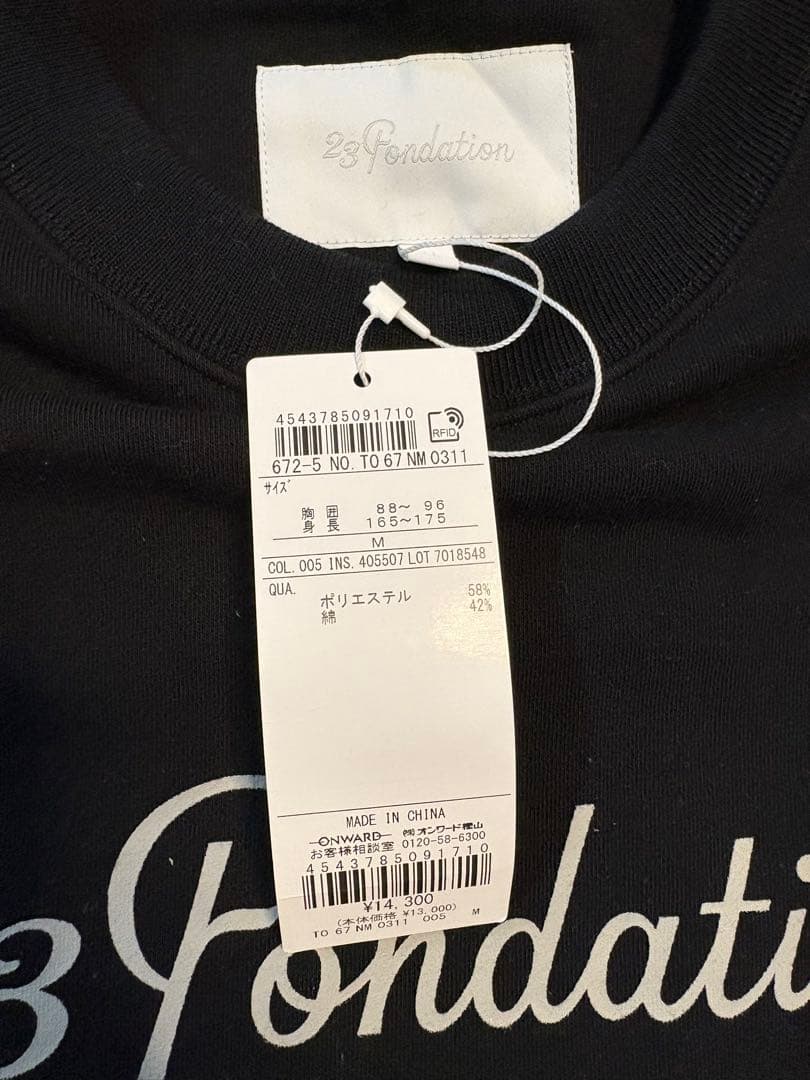 23 Fondation
4543785091710
RFID
672-5 NO. TO 67 NM 0311
サイズ
胸囲 88～ 96
身長 165～175
M
COL. 005 INS. 405507 LOT 7018548
QUA.
ポリエステル 58%
綿 42%
MADE IN CHINA
ONWARD ㈱オンワード樫山
お客様相談室 0120-58-6300
4543785091710
¥14,300
(本体価格 ¥13,000)
TO 67 NM 0311 005 M
3 Fondati